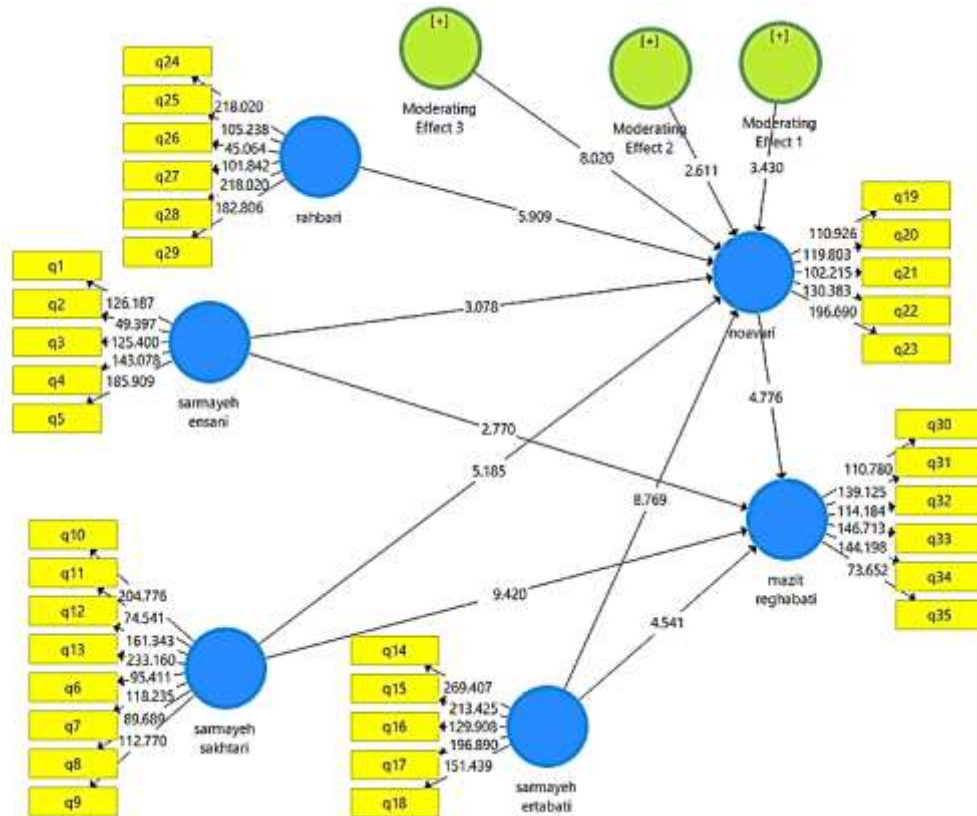 [+]
[+]
[+]
Moderating
Effect 3
Moderating
Effect 2
Moderating
Effect 1
8.020
2.611
3.430
q24
q25
q26
q27
q28
q29
218.020
105.238
45.064
101.842
218.020
182.806
rahbari
5.909
q19
q20
q21
q22
q23
110.926
119.803
102.215
130.383
196.690
noavari
q1
q2
q3
q4
q5
126.187
49.397
125.400
143.078
185.909
sarmayeh
ensani
3.078
2.770
4.776
5.185
8.769
9.420
4.541
q30
q31
q32
q33
q34
q35
110.780
139.125
114.184
146.713
144.198
73.652
mazit
reghabati
q10
q11
q12
q13
q6
q7
q8
q9
204.776
74.541
161.343
233.160
95.411
118.235
89.689
112.770
sarmayeh
sakhtari
q14
q15
q16
q17
q18
269.407
213.425
129.908
196.890
151.439
sarmayeh
ertabati